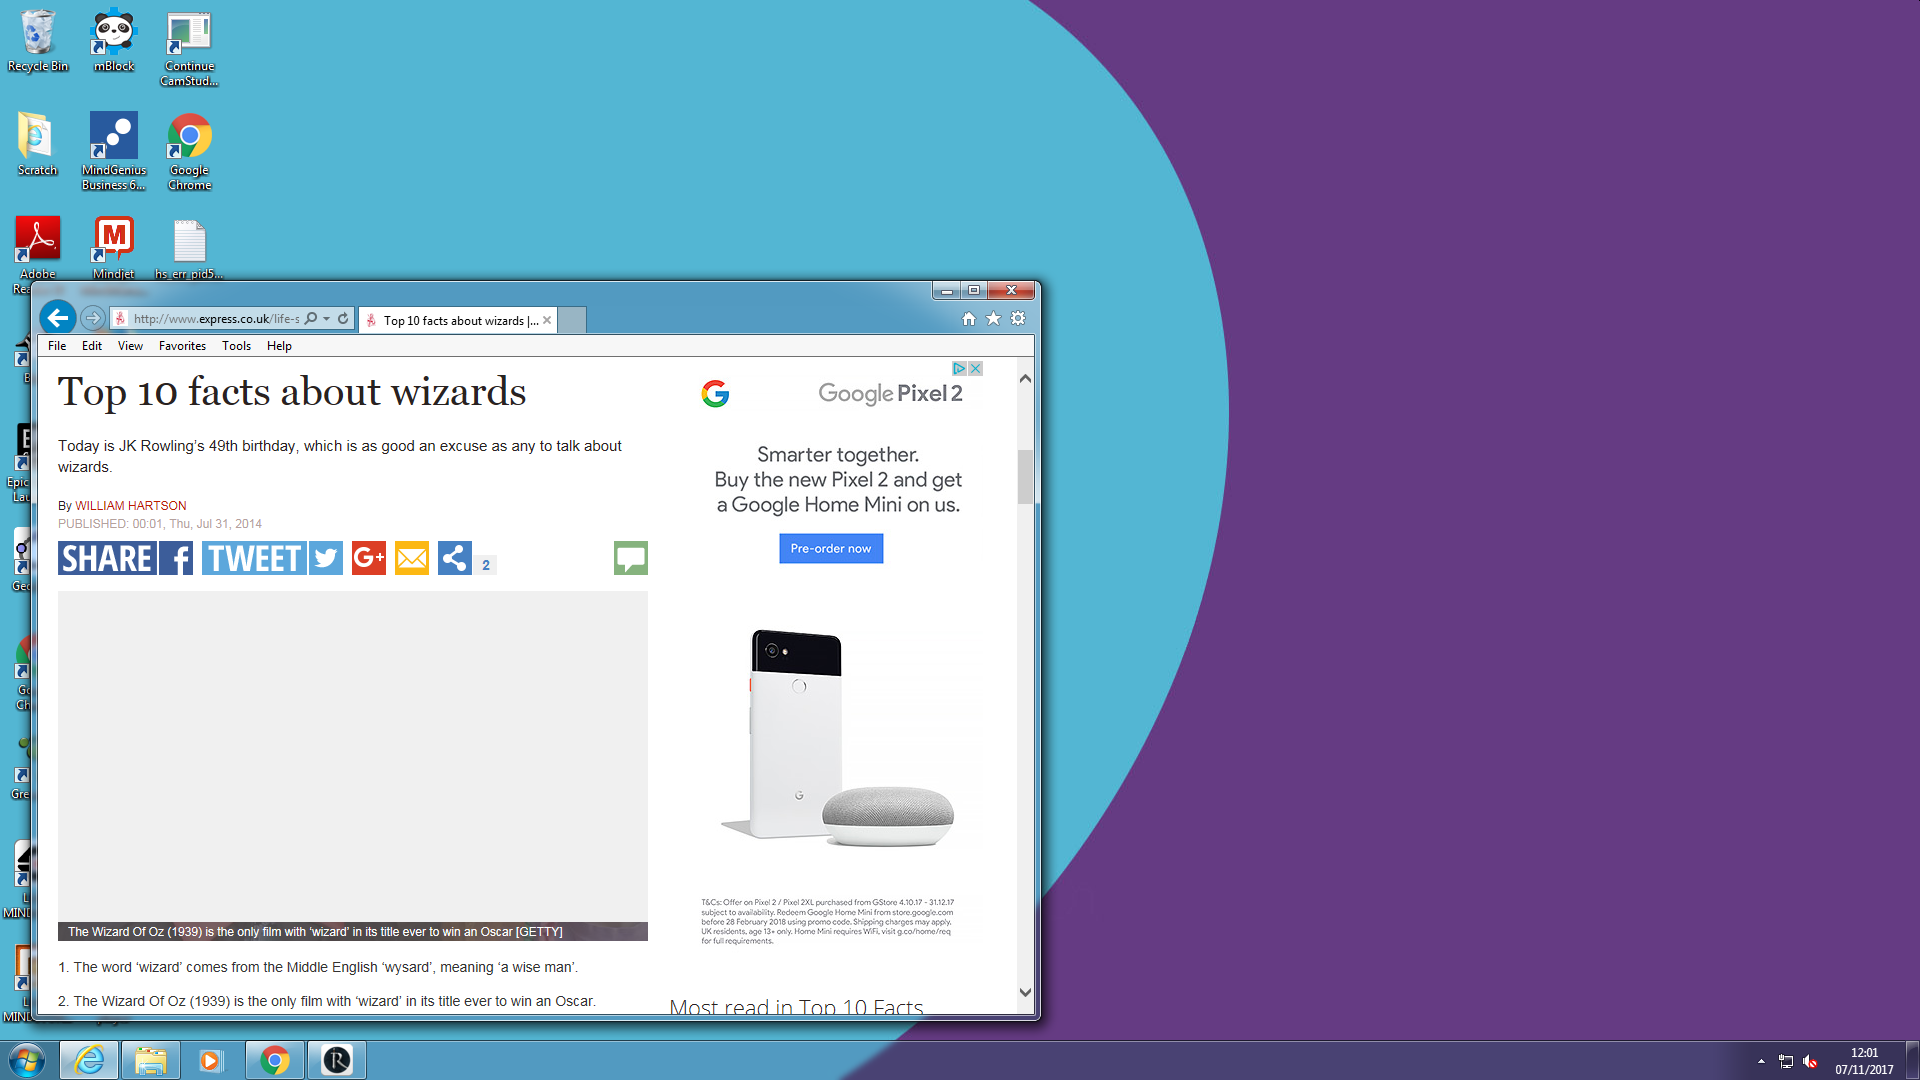 Recycle Bin
mBlock
Continue
CamStud...
Scratch
MindGenius
Business 6...
Google
Chrome
Adobe
Mindjet
hs_err_pid5...
http://www.express.co.uk/life-s
Top 10 facts about wizards |...
File Edit View Favorites Tools Help
Top 10 facts about wizards
Today is JK Rowling's 49th birthday, which is as good an excuse as any to talk about
wizards.
By WILLIAM HARTSON
PUBLISHED: 00:01, Thu, Jul 31, 2014
SHARE
TWEET
G+
2
The Wizard Of Oz (1939) is the only film with ‘wizard’ in its title ever to win an Oscar [GETTY]
1. The word ‘wizard’ comes from the Middle English ‘wysard’, meaning ‘a wise man’.
2. The Wizard Of Oz (1939) is the only film with ‘wizard’ in its title ever to win an Oscar.
Google Pixel 2
Smarter together.
Buy the new Pixel 2 and get
a Google Home Mini on us.
Pre-order now
T&Cs: Offer on Pixel 2 / Pixel 2XL purchased from GStore 4.10.17 - 31.12.17
subject to availability. Redeem Google Home Mini from store.google.com
before 28 February 2018 using promo code. Shipping charges may apply.
UK residents, age 13+ only. Home Mini requires WiFi, visit g.co/home/req
for full requirements.
Most read in Top 10 Facts
12:01
07/11/2017